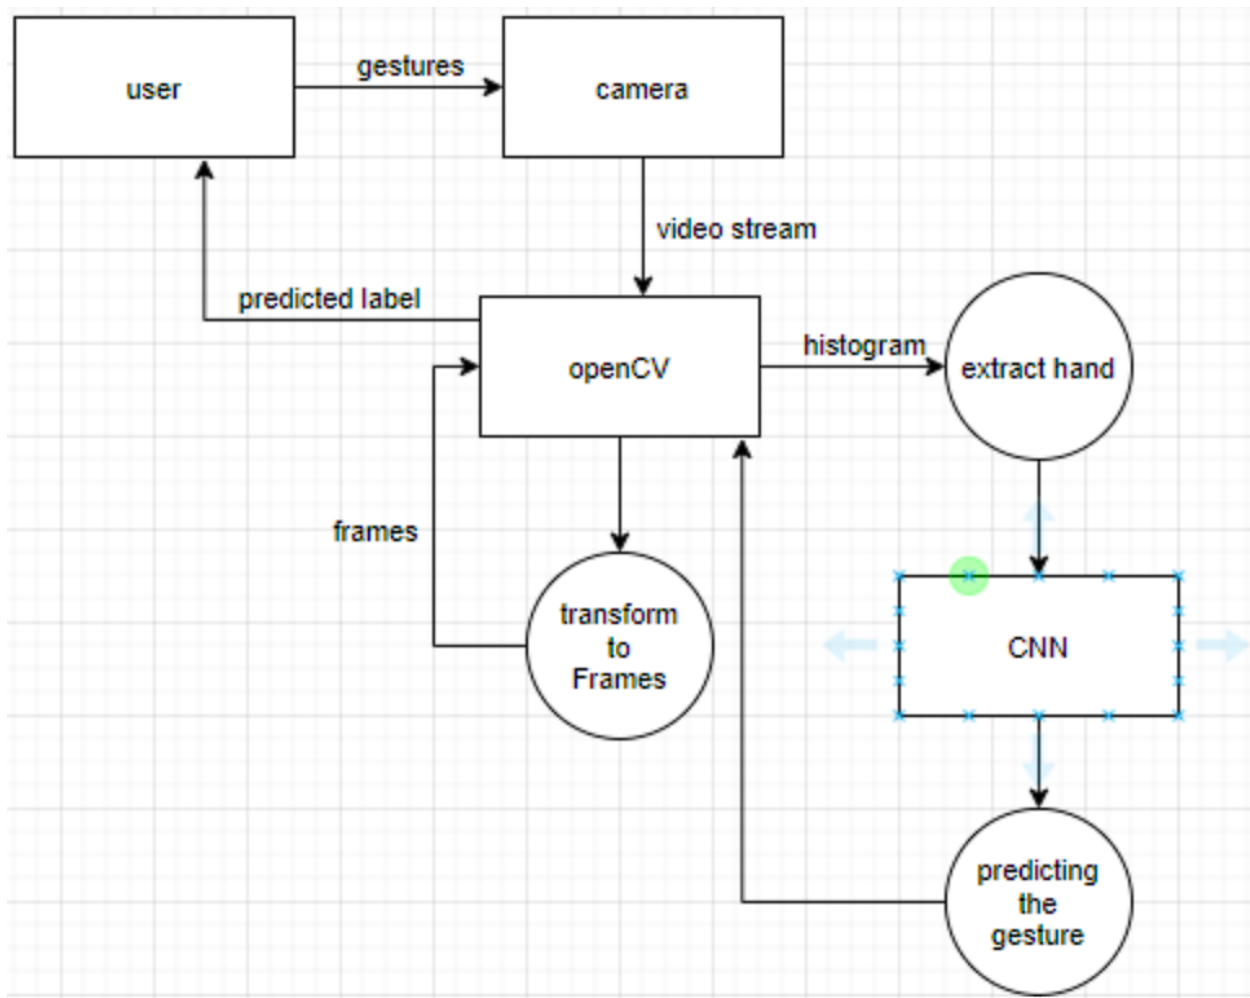 user
gestures
camera
video stream
predicted label
openCV
histogram
extract hand
frames
transform
to
Frames
CNN
predicting
the
gesture